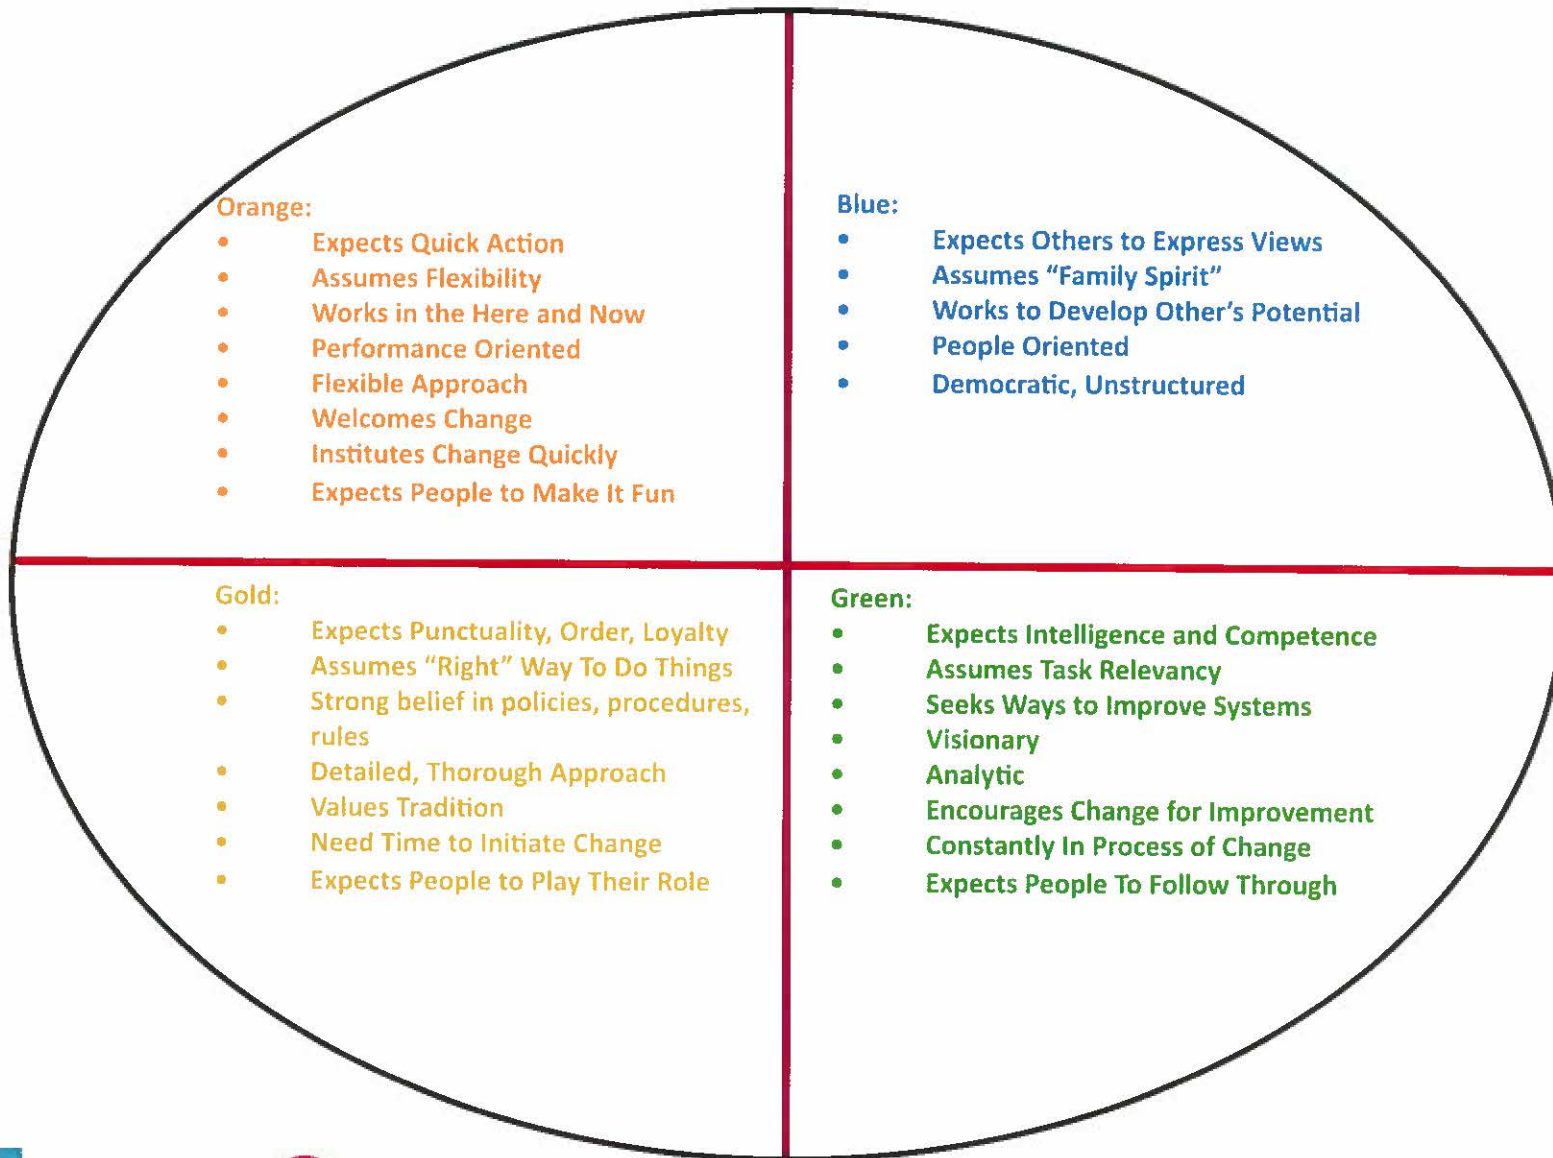 Orange:
• Expects Quick Action
• Assumes Flexibility
• Works in the Here and Now
• Performance Oriented
• Flexible Approach
• Welcomes Change
• Institutes Change Quickly
• Expects People to Make It Fun
Blue:
• Expects Others to Express Views
• Assumes “Family Spirit”
• Works to Develop Other’s Potential
• People Oriented
• Democratic, Unstructured
Gold:
• Expects Punctuality, Order, Loyalty
• Assumes “Right” Way To Do Things
• Strong belief in policies, procedures,
rules
• Detailed, Thorough Approach
• Values Tradition
• Need Time to Initiate Change
• Expects People to Play Their Role
Green:
• Expects Intelligence and Competence
• Assumes Task Relevancy
• Seeks Ways to Improve Systems
• Visionary
• Analytic
• Encourages Change for Improvement
• Constantly In Process of Change
• Expects People To Follow Through